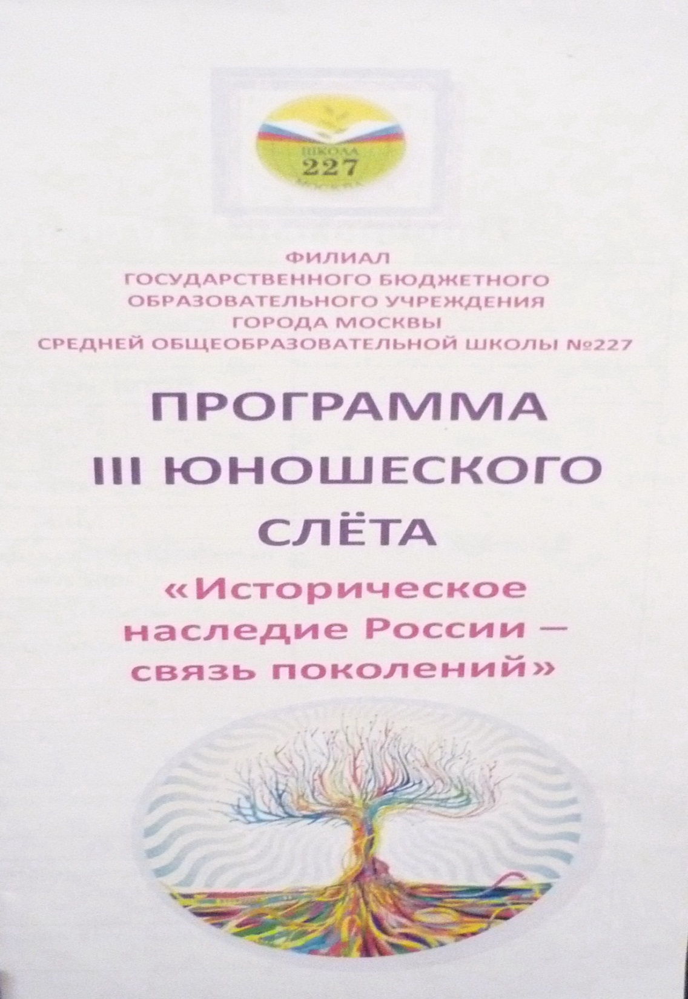 ШКОЛА
227
МОСКВА
ФИЛИАЛ
ГОСУДАРСТВЕННОГО БЮДЖЕТНОГО
ОБРАЗОВАТЕЛЬНОГО УЧРЕЖДЕНИЯ
ГОРОДА МОСКВЫ
СРЕДНЕЙ ОБЩЕОБРАЗОВАТЕЛЬНОЙ ШКОЛЫ №227
ПРОГРАММА
III ЮНОШЕСКОГО
СЛЁТА
«Историческое
наследие России –
связь поколений»